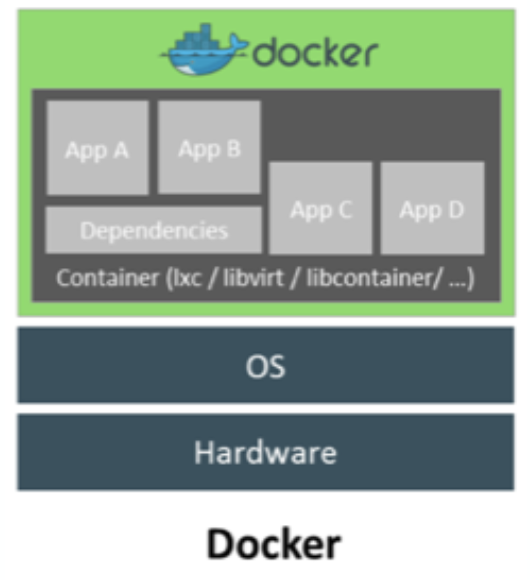 docker
App A App B
App C App D
Dependencies
Container (lxc / libvirt / libcontainer/ ...)
OS
Hardware
Docker